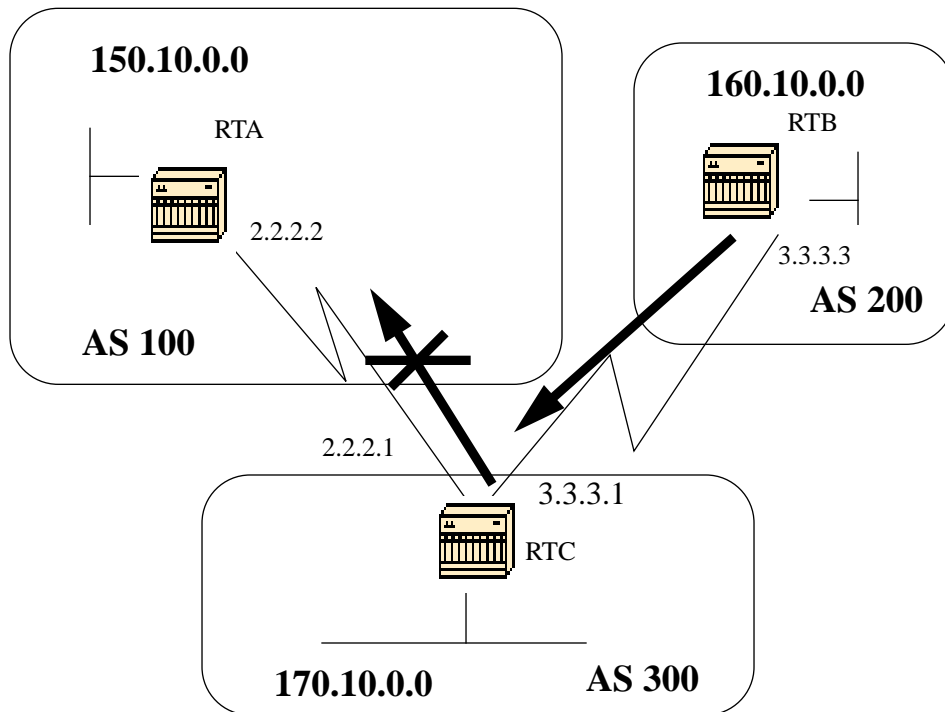 150.10.0.0
RTA
2.2.2.2
AS 100
160.10.0.0
RTB
3.3.3.3
AS 200
2.2.2.1
3.3.3.1
RTC
170.10.0.0
AS 300